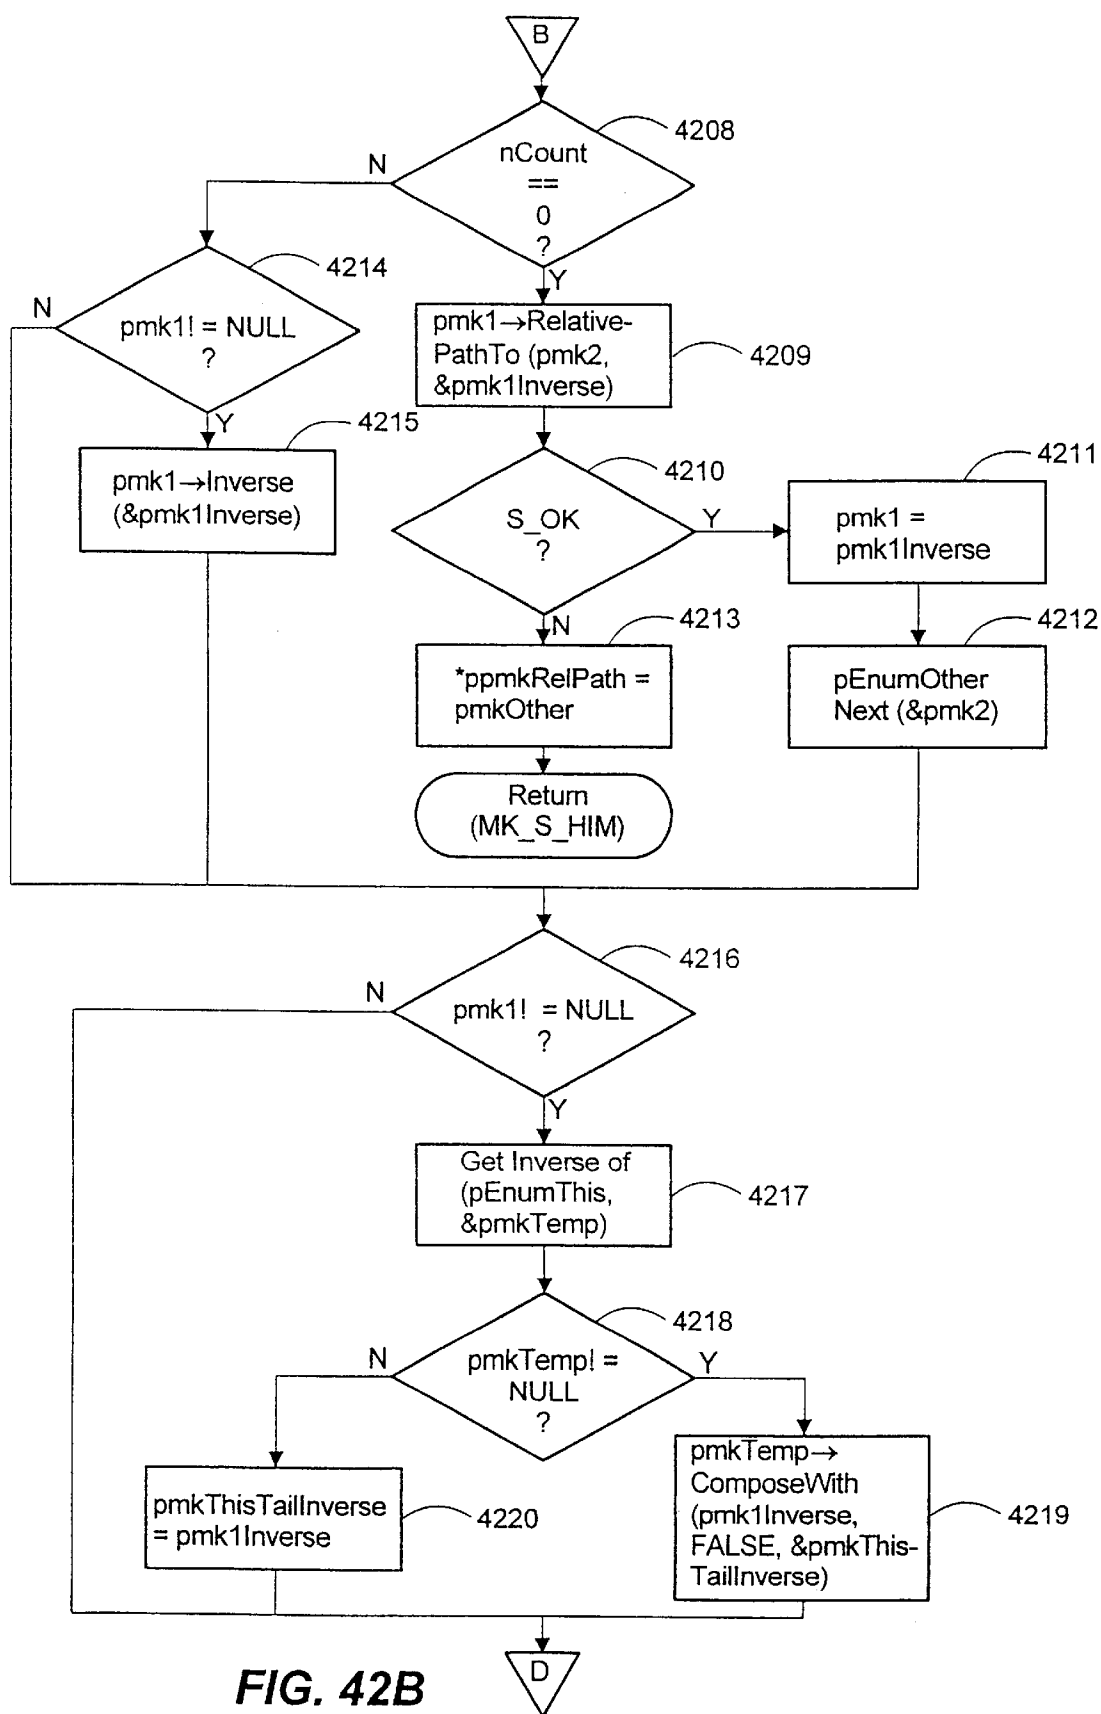 B
4208
nCount
==
0
?
N
Y
4214
pmk1! = NULL
?
N
Y
pmk1→Relative-
PathTo (pmk2,
&pmk1Inverse)
4209
4215
pmk1→Inverse
(&pmk1Inverse)
4210
S_OK
?
Y
N
4211
pmk1 =
pmk1Inverse
4213
*ppmkRelPath =
pmkOther
4212
pEnumOther
Next (&pmk2)
Return
(MK_S_HIM)
4216
pmk1! = NULL
?
N
Y
Get Inverse of
(pEnumThis,
&pmkTemp)
4217
4218
pmkTemp! =
NULL
?
N
Y
pmkThisTailInverse
= pmk1Inverse
4220
pmkTemp→
ComposeWith
(pmk1Inverse,
FALSE, &pmkThis-
TailInverse)
4219
D
FIG. 42B